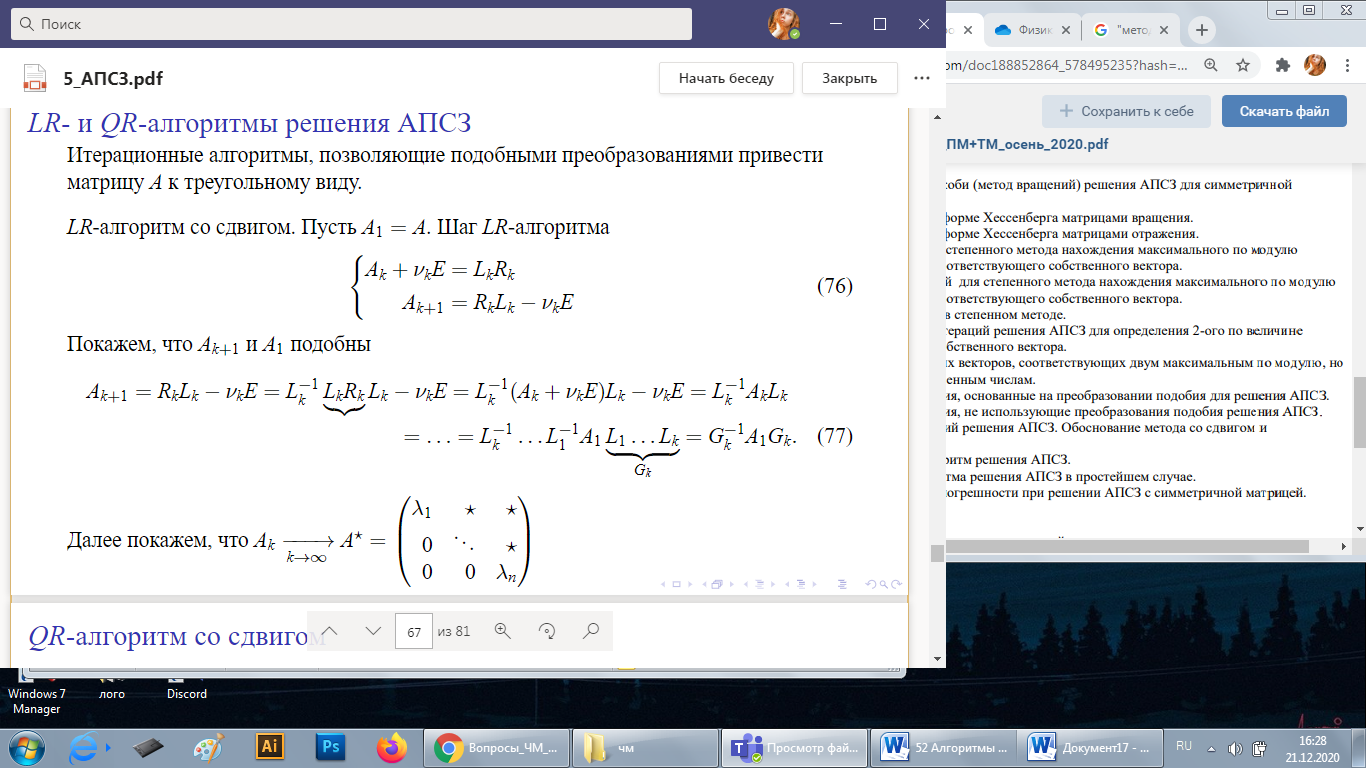 Поиск
5_АПСЗ.pdf
Начать беседу
Закрыть
LR- и QR-алгоритмы решения АПСЗ
Итерационные алгоритмы, позволяющие подобными преобразованиями привести
матрицу A к треугольному виду.
LR-алгоритм со сдвигом. Пусть A₁ = A. Шаг LR-алгоритма
{ Aₖ + νₖE = LₖRₖ
Aₖ₊₁ = RₖLₖ − νₖE (76)
Покажем, что Aₖ₊₁ и A₁ подобны
Aₖ₊₁ = RₖLₖ − νₖE = Lₖ⁻¹ LₖRₖ Lₖ − νₖE = Lₖ⁻¹(Aₖ + νₖE)Lₖ − νₖE = Lₖ⁻¹AₖLₖ
= … = Lₖ⁻¹ … L₁⁻¹A₁ L₁ … Lₖ = Gₖ⁻¹A₁Gₖ. (77)
Gₖ
Далее покажем, что Aₖ → A⋆ =
k→∞
λ₁ ⋆ ⋆
0 ⋱ ⋆
0 0 λₙ
QR-алгоритм со сдвигом
67 из 81
Физик
"метод
om/doc188852864_578495235?hash=...
Сохранить к себе
Скачать файл
ПМ+ТМ_осень_2020.pdf
коби (метод вращений) решения АПСЗ для симметричной
форме Хессенберга матрицами вращения.
форме Хессенберга матрицами отражения.
степенного метода нахождения максимального по модулю
оответствующего собственного вектора.
й для степенного метода нахождения максимального по модулю
оответствующего собственного вектора.
в степенном методе.
тераций решения АПСЗ для определения 2-ого по величине
бственного вектора.
ых векторов, соответствующих двум максимальным по модулю, но
венным числам.
ия, основанные на преобразовании подобия для решения АПСЗ.
ия, не использующие преобразования подобия решения АПСЗ.
ий решения АПСЗ. Обоснование метода со сдвигом и
ритм решения АПСЗ.
тма решения АПСЗ в простейшем случае.
погрешности при решении АПСЗ с симметричной матрицей.
Windows 7
Manager
лого
Discord
Ai
Ps
Вопросы_ЧМ_...
чм
Просмотр фай...
52 Алгоритмы ...
Документ17 - ...
RU
16:28
21.12.2020